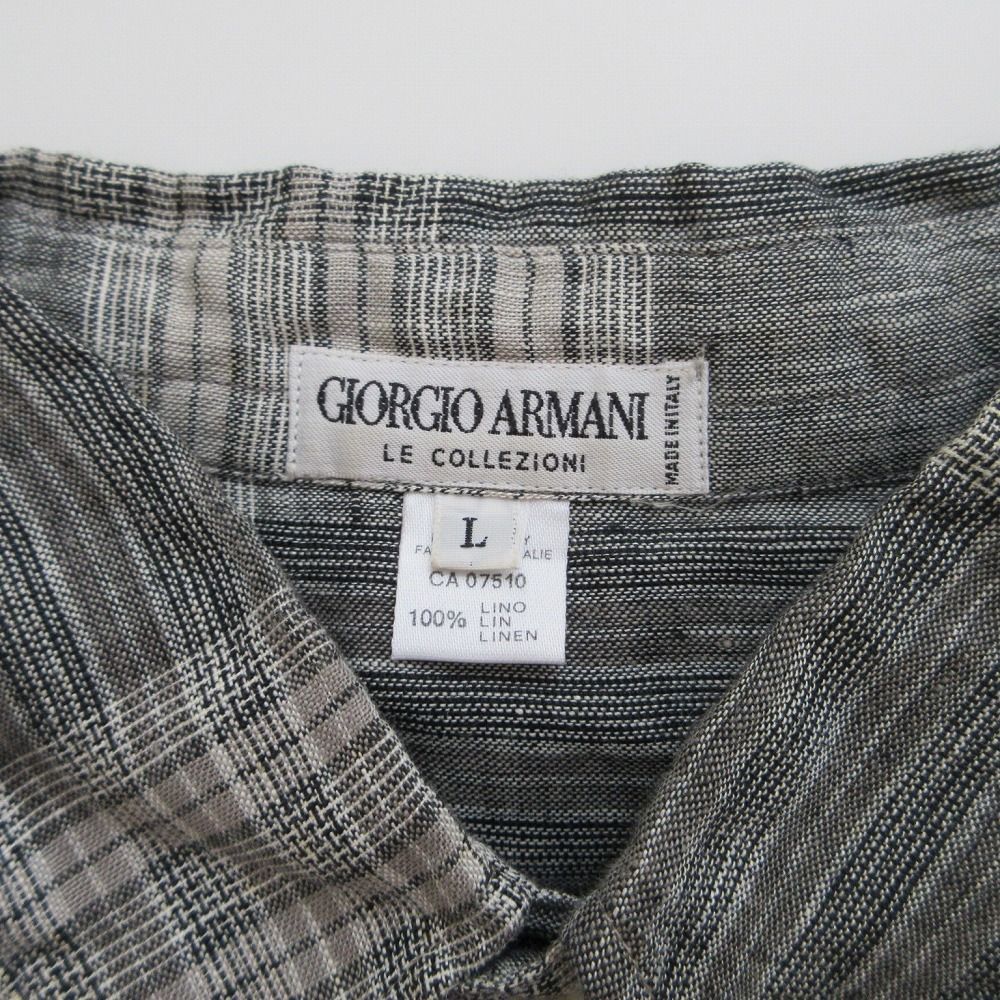 GIORGIO ARMANI
LE COLLEZIONI
MADE IN ITALY
L
CA 07510
100% LINO
LIN
LINEN